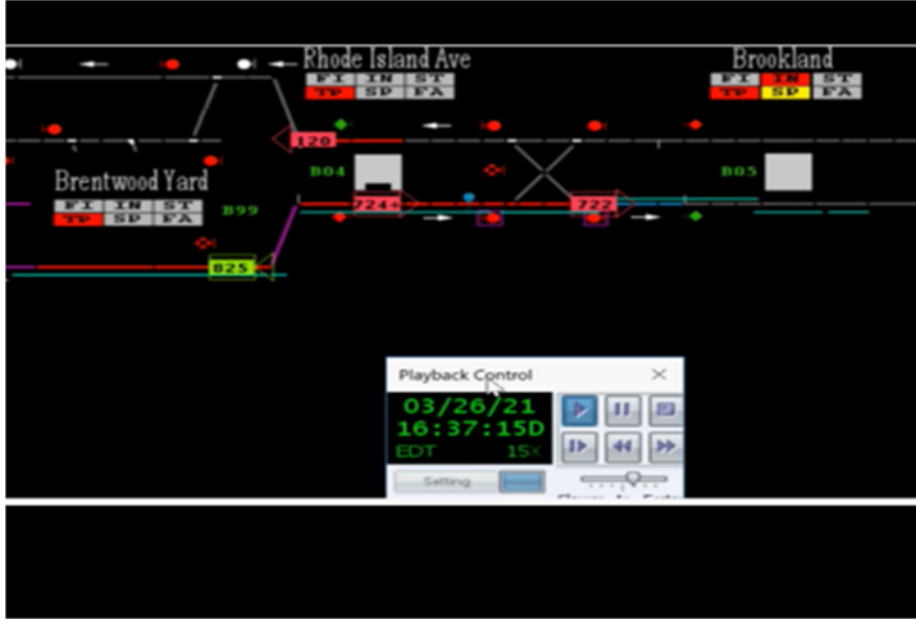 Rhode Island Ave
FI IN ST
TP SP FA
Brookland
FI IN ST
TP SP FA
120
B04
B05
Brentwood Yard
FI IN ST
TP SP FA
B99
724+
722
825
Playback Control
03/26/21
16:37:15D
EDT 15X
Setting